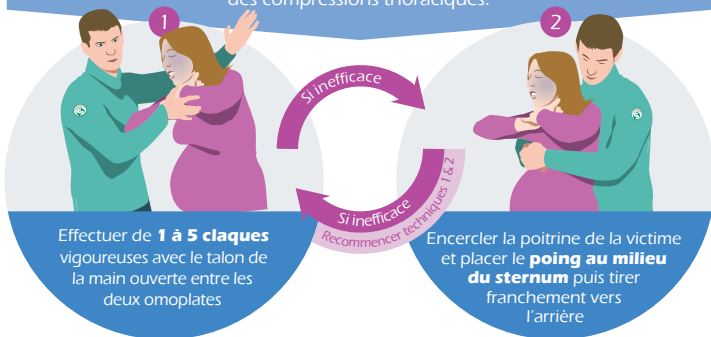 des compressions thoraciques.
1
2
Si inefficace
Si inefficace
Recommencer techniques 1 & 2
Effectuer de 1 à 5 claques
vigoureuses avec le talon de
la main ouverte entre les
deux omoplates
Encercler la poitrine de la victime
et placer le poing au milieu
du sternum puis tirer
franchement vers
l'arrière